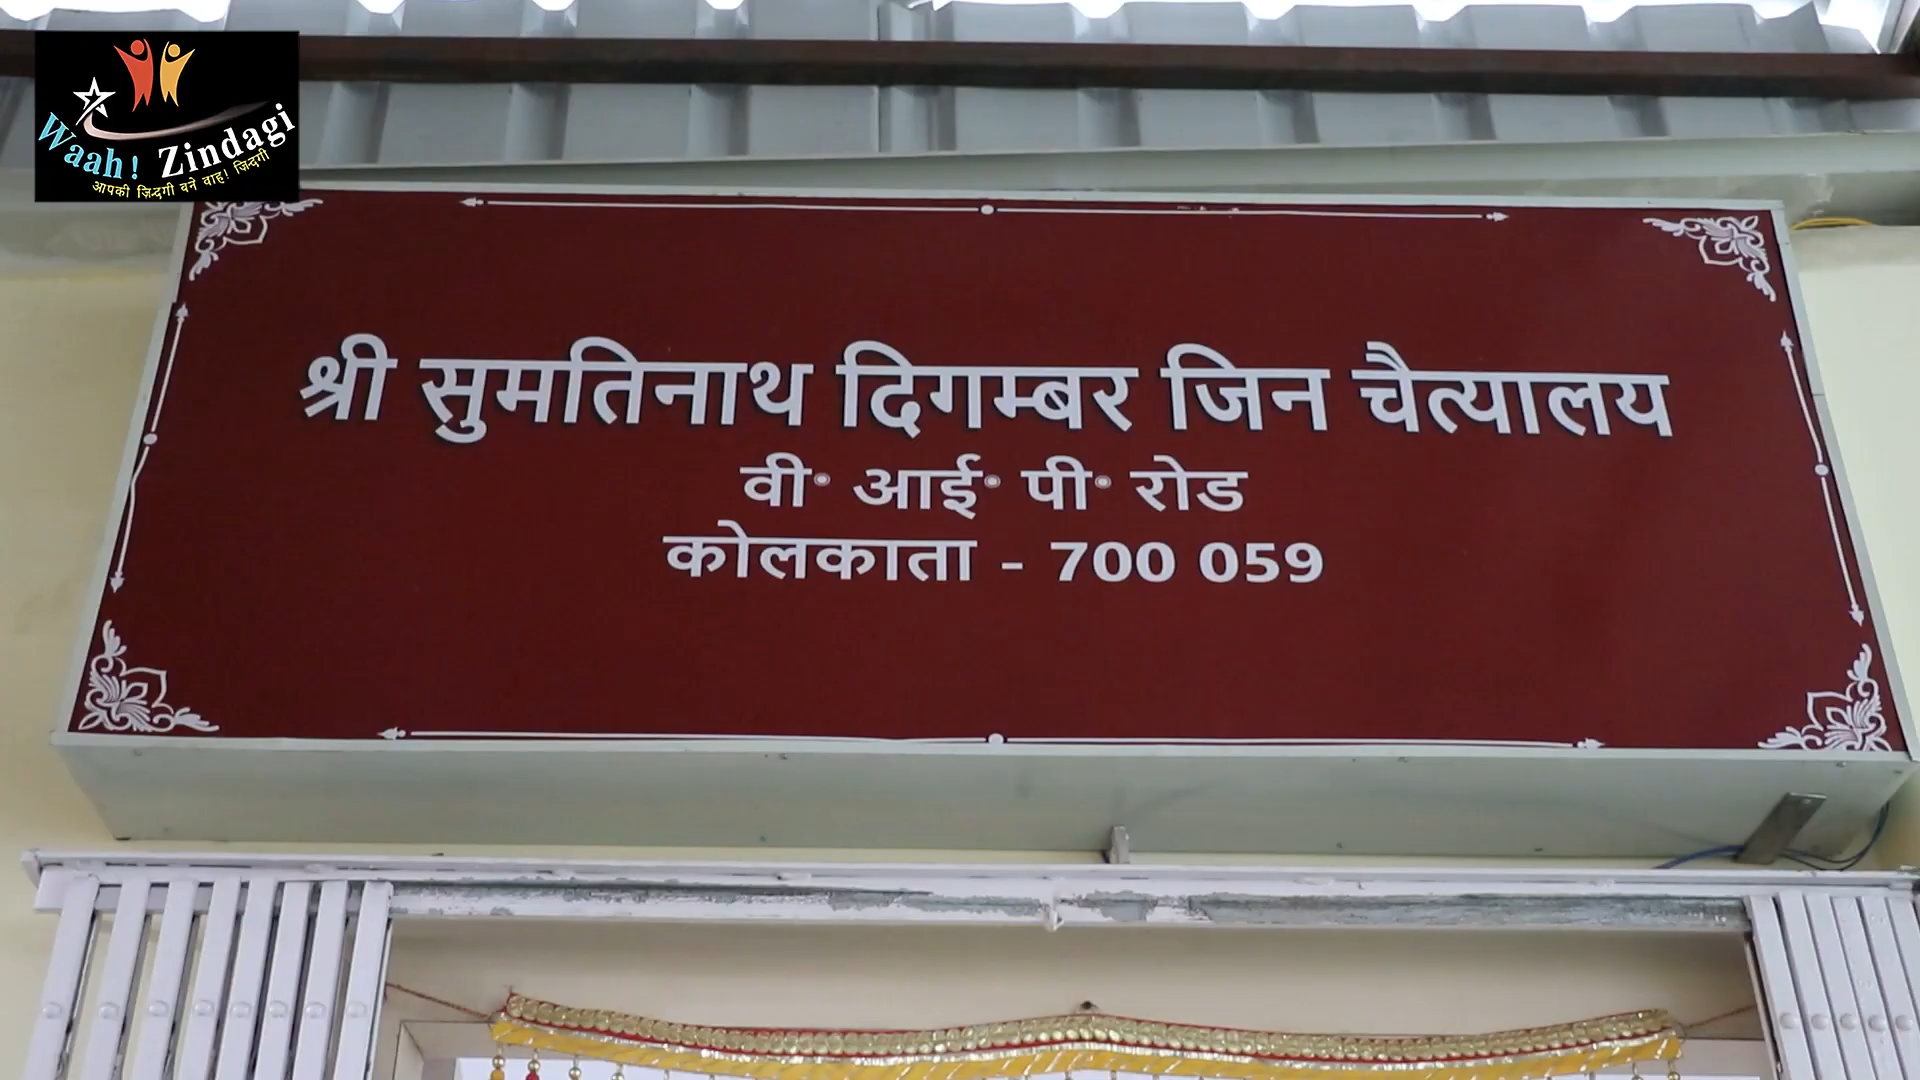 Waah! Zindagi
आपकी ज़िन्दगी बने वाह! ज़िन्दगी
श्री सुमतिनाथ दिगम्बर जिन चैत्यालय
वी॰ आई॰ पी॰ रोड
कोलकाता - 700 059